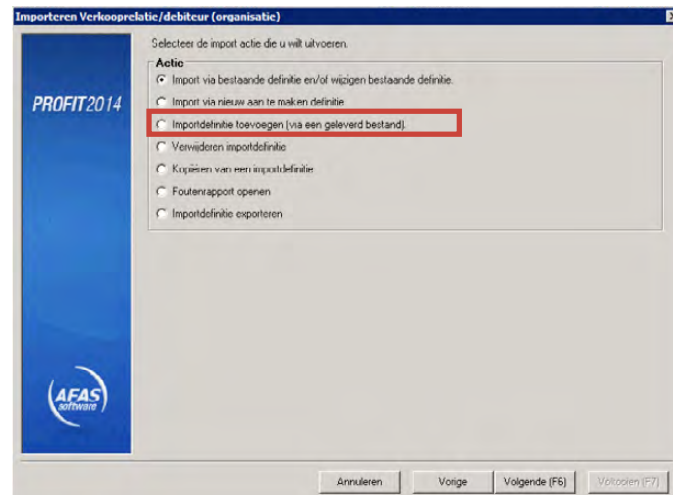 Importeren Verkooprelatie/debiteur (organisatie)
Selecteer de import actie die u wilt uitvoeren.
Actie
Import via bestaande definitie en/of wijzigen bestaande definitie.
PROFIT2014
Import via nieuw aan te maken definitie
Importdefinitie toevoegen (via een geleverd bestand).
Verwijderen importdefinitie
Kopiëren van een importdefinitie
Foutenrapport openen
Importdefinitie exporteren
AFAS
software
Annuleren
Vorige
Volgende (F6)
Voltooien (F7)